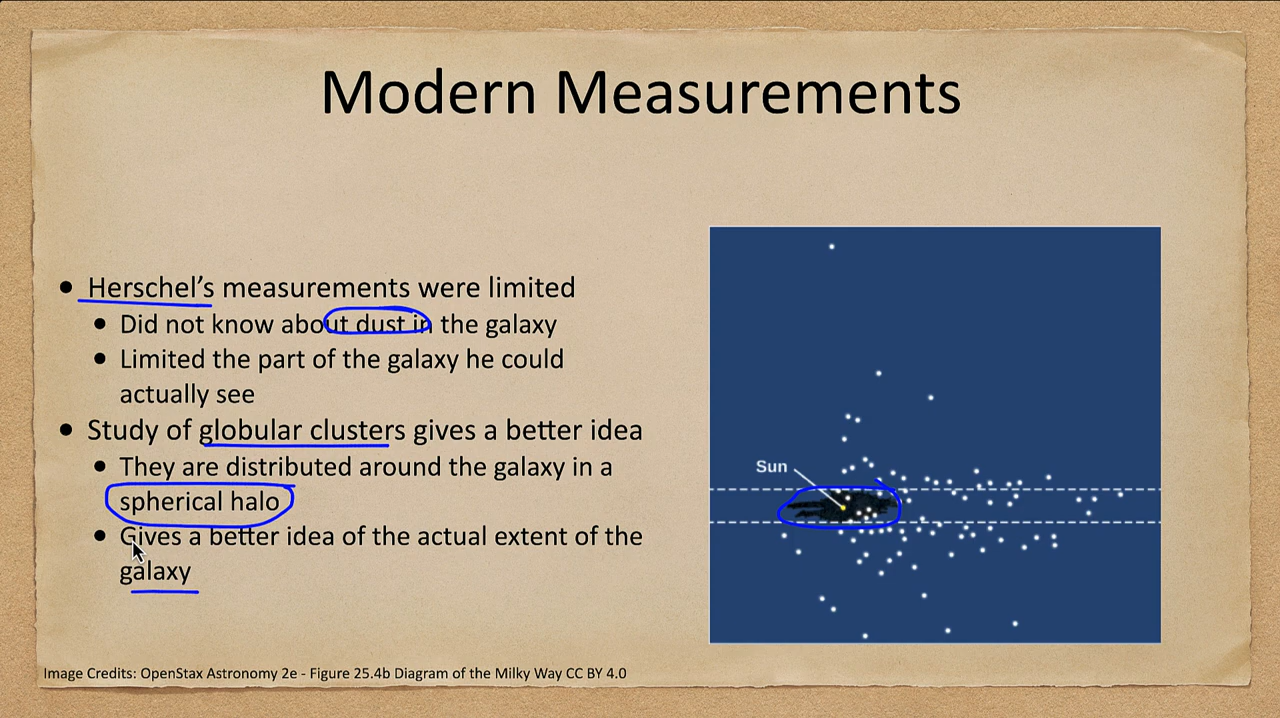 Modern Measurements
• Herschel's measurements were limited
• Did not know about dust in the galaxy
• Limited the part of the galaxy he could
actually see
• Study of globular clusters gives a better idea
• They are distributed around the galaxy in a
spherical halo
• Gives a better idea of the actual extent of the
galaxy
Sun
Image Credits: OpenStax Astronomy 2e - Figure 25.4b Diagram of the Milky Way CC BY 4.0